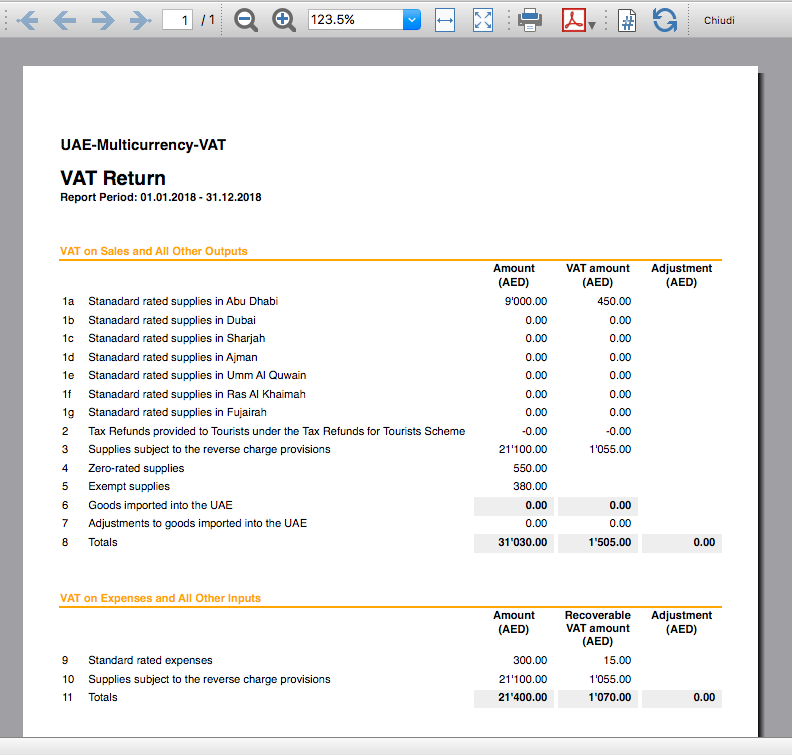 1 / 1 123.5% Chiudi
UAE-Multicurrency-VAT
VAT Return
Report Period: 01.01.2018 - 31.12.2018
VAT on Sales and All Other Outputs
Amount VAT amount Adjustment
(AED) (AED) (AED)
1a Stanadard rated supplies in Abu Dhabi 9'000.00 450.00
1b Stanadard rated supplies in Dubai 0.00 0.00
1c Stanadard rated supplies in Sharjah 0.00 0.00
1d Stanadard rated supplies in Ajman 0.00 0.00
1e Stanadard rated supplies in Umm Al Quwain 0.00 0.00
1f Stanadard rated supplies in Ras Al Khaimah 0.00 0.00
1g Stanadard rated supplies in Fujairah 0.00 0.00
2 Tax Refunds provided to Tourists under the Tax Refunds for Tourists Scheme -0.00 -0.00
3 Supplies subject to the reverse charge provisions 21'100.00 1'055.00
4 Zero-rated supplies 550.00
5 Exempt supplies 380.00
6 Goods imported into the UAE 0.00 0.00
7 Adjustments to goods imported into the UAE 0.00 0.00
8 Totals 31'030.00 1'505.00 0.00
VAT on Expenses and All Other Inputs
Amount Recoverable Adjustment
(AED) VAT amount (AED)
(AED)
9 Standard rated expenses 300.00 15.00
10 Supplies subject to the reverse charge provisions 21'100.00 1'055.00
11 Totals 21'400.00 1'070.00 0.00